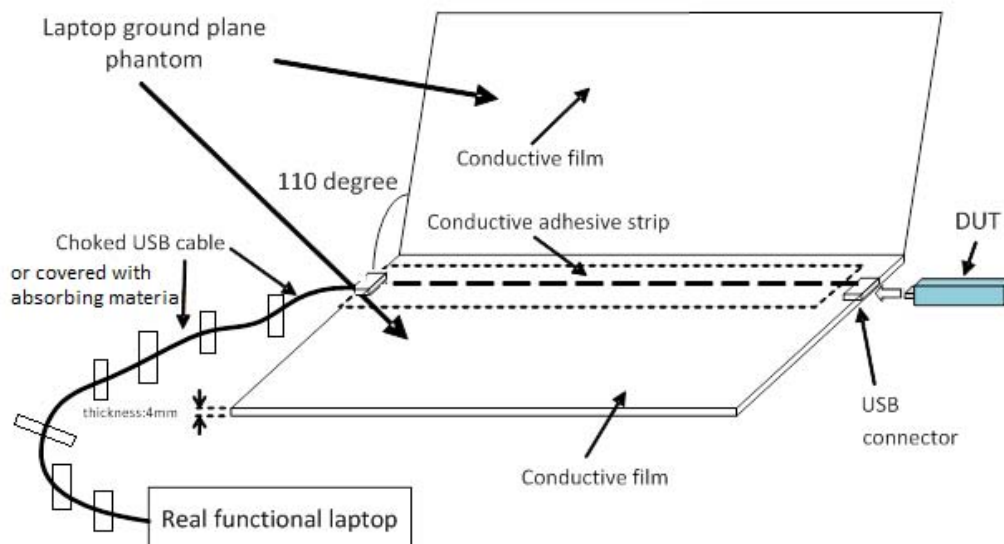 Laptop ground plane
phantom
Conductive film
110 degree
Conductive adhesive strip
DUT
Choked USB cable
or covered with
absorbing materia
thickness:4mm
USB
connector
Conductive film
Real functional laptop